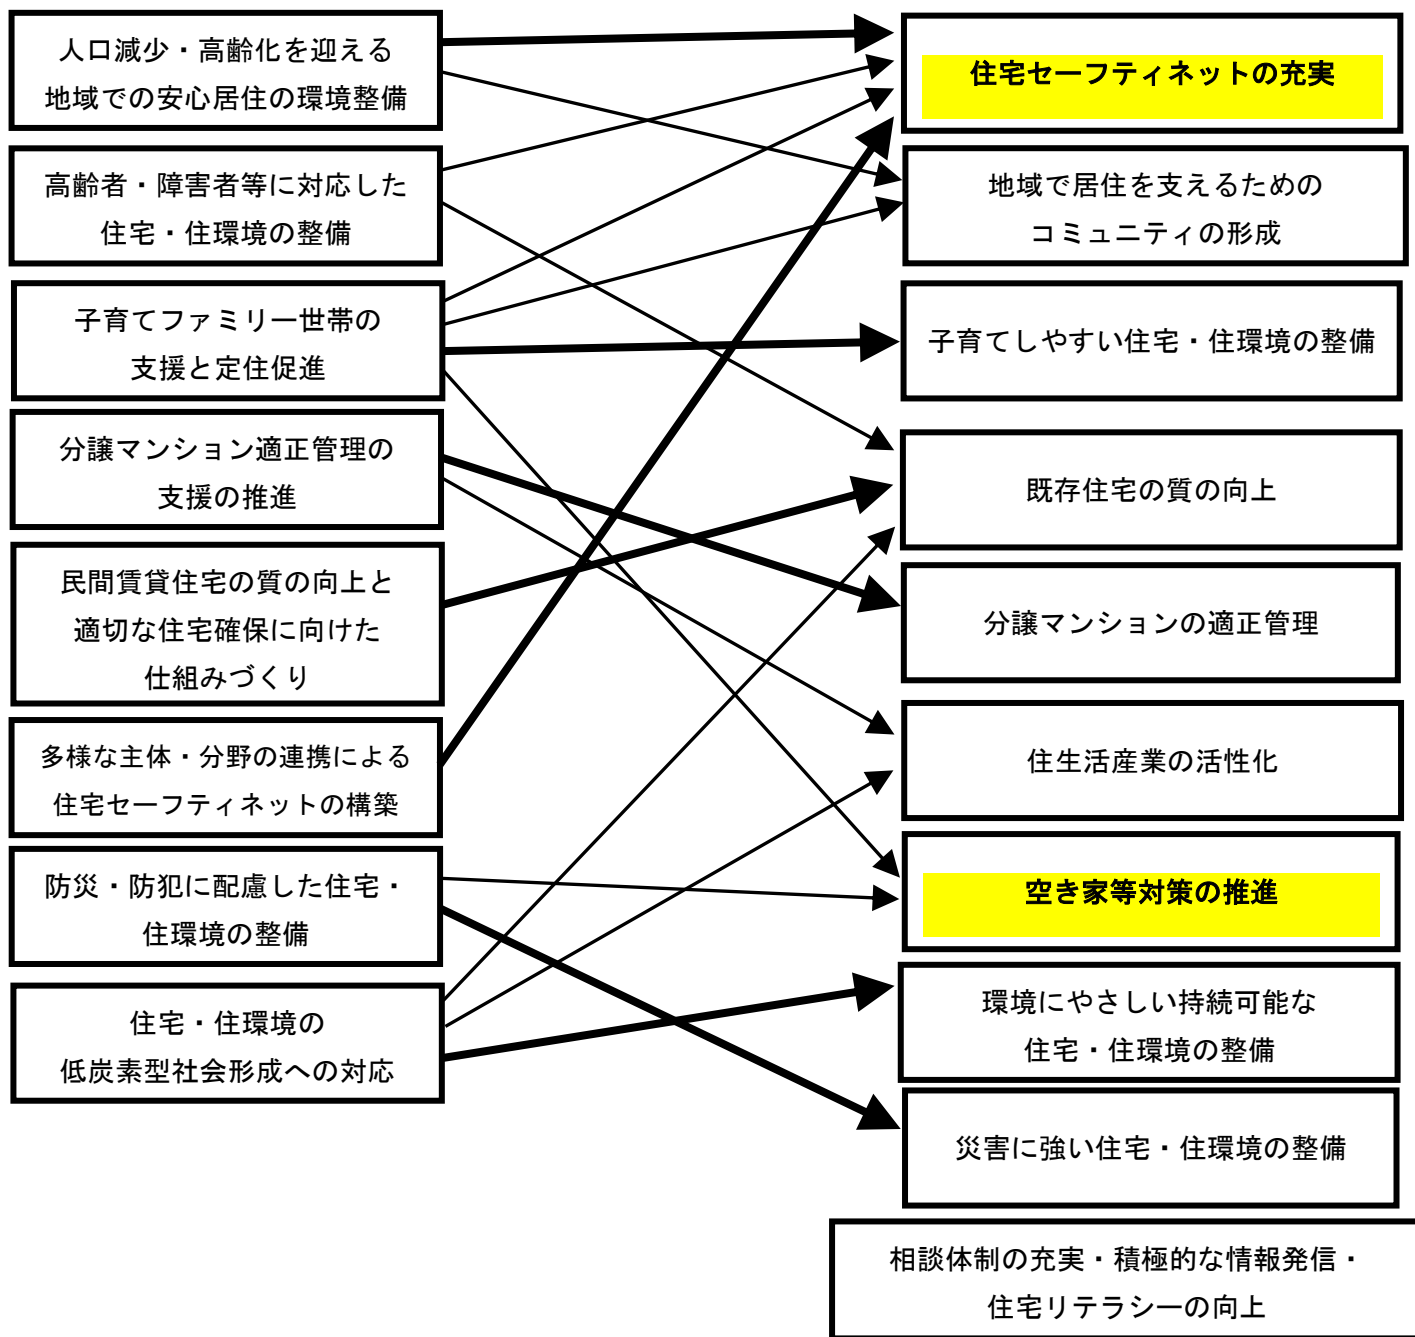 人口減少・高齢化を迎える
地域での安心居住の環境整備
高齢者・障害者等に対応した
住宅・住環境の整備
子育てファミリー世帯の
支援と定住促進
分譲マンション適正管理の
支援の推進
民間賃貸住宅の質の向上と
適切な住宅確保に向けた
仕組みづくり
多様な主体・分野の連携による
住宅セーフティネットの構築
防災・防犯に配慮した住宅・
住環境の整備
住宅・住環境の
低炭素型社会形成への対応
住宅セーフティネットの充実
地域で居住を支えるための
コミュニティの形成
子育てしやすい住宅・住環境の整備
既存住宅の質の向上
分譲マンションの適正管理
住生活産業の活性化
空き家等対策の推進
環境にやさしい持続可能な
住宅・住環境の整備
災害に強い住宅・住環境の整備
相談体制の充実・積極的な情報発信・
住宅リテラシーの向上